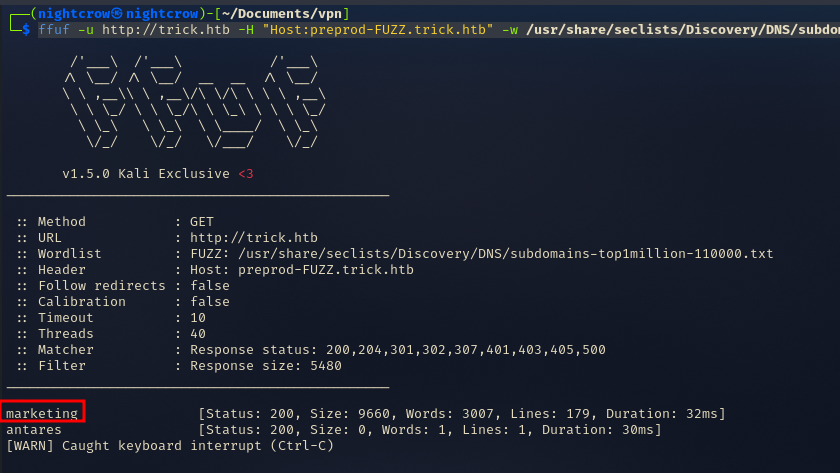 ┌──(nightcrow㉿nightcrow)-[~/Documents/vpn]
└─$ ffuf -u http://trick.htb -H "Host:preprod-FUZZ.trick.htb" -w /usr/share/seclists/Discovery/DNS/subdo
v1.5.0 Kali Exclusive <3
:: Method : GET
:: URL : http://trick.htb
:: Wordlist : FUZZ: /usr/share/seclists/Discovery/DNS/subdomains-top1million-110000.txt
:: Header : Host: preprod-FUZZ.trick.htb
:: Follow redirects : false
:: Calibration : false
:: Timeout : 10
:: Threads : 40
:: Matcher : Response status: 200,204,301,302,307,401,403,405,500
:: Filter : Response size: 5480
marketing [Status: 200, Size: 9660, Words: 3007, Lines: 179, Duration: 32ms]
antares [Status: 200, Size: 0, Words: 1, Lines: 1, Duration: 30ms]
[WARN] Caught keyboard interrupt (Ctrl-C)